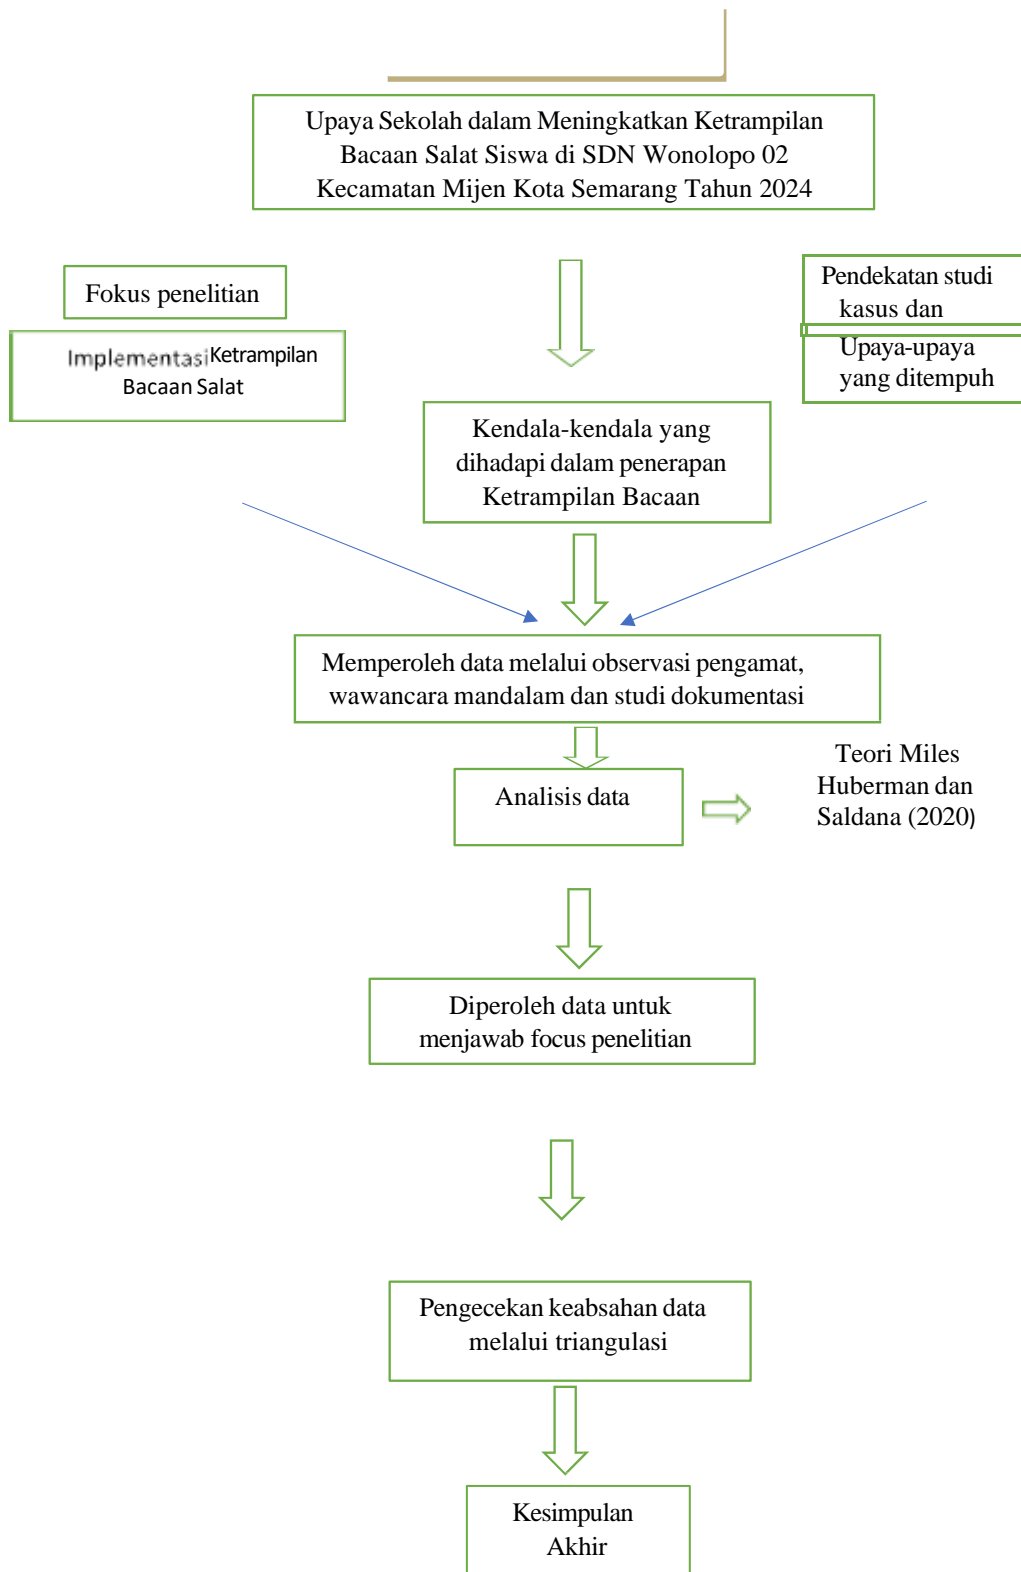 Upaya Sekolah dalam Meningkatkan Ketrampilan
Bacaan Salat Siswa di SDN Wonolopo 02
Kecamatan Mijen Kota Semarang Tahun 2024
Fokus penelitian
Implementasi Ketrampilan
Bacaan Salat
Pendekatan studi
kasus dan
Upaya-upaya
yang ditempuh
Kendala-kendala yang
dihadapi dalam penerapan
Ketrampilan Bacaan
Memperoleh data melalui observasi pengamat,
wawancara mandalam dan studi dokumentasi
Analisis data
Teori Miles
Huberman dan
Saldana (2020)
Diperoleh data untuk
menjawab focus penelitian
Pengecekan keabsahan data
melalui triangulasi
Kesimpulan
Akhir